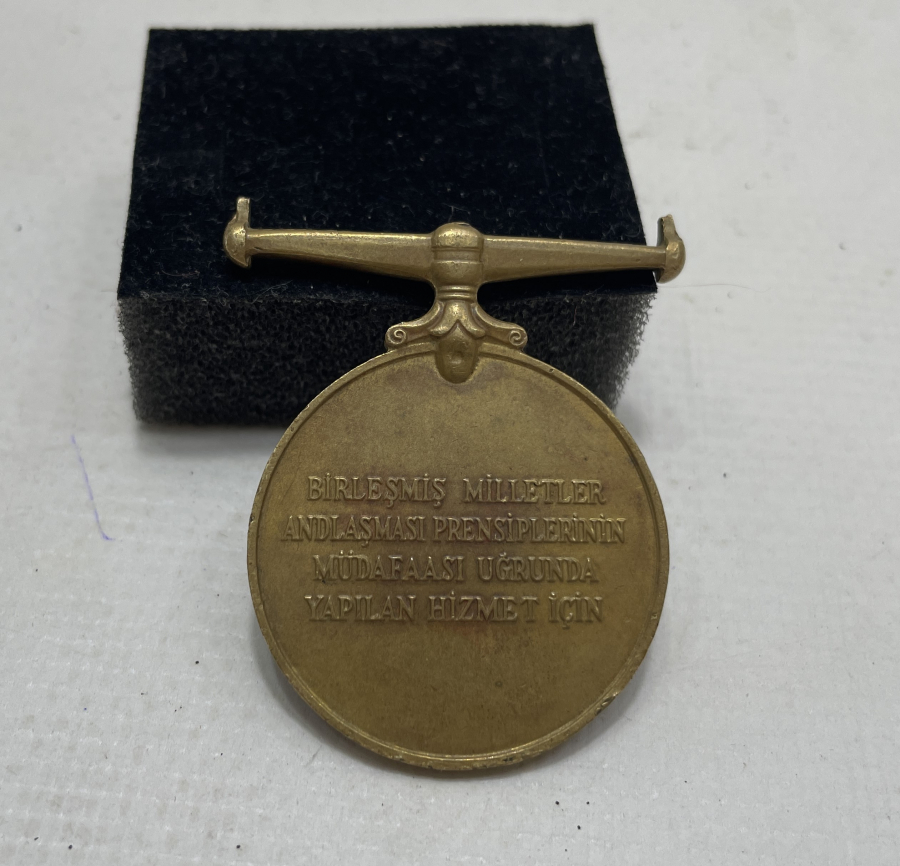 BİRLEŞMİŞ MİLLETLER
ANDLAŞMASI PRENSİPLERİNİN
MÜDAFAASI UĞRUNDA
YAPILAN HİZMET İÇİN